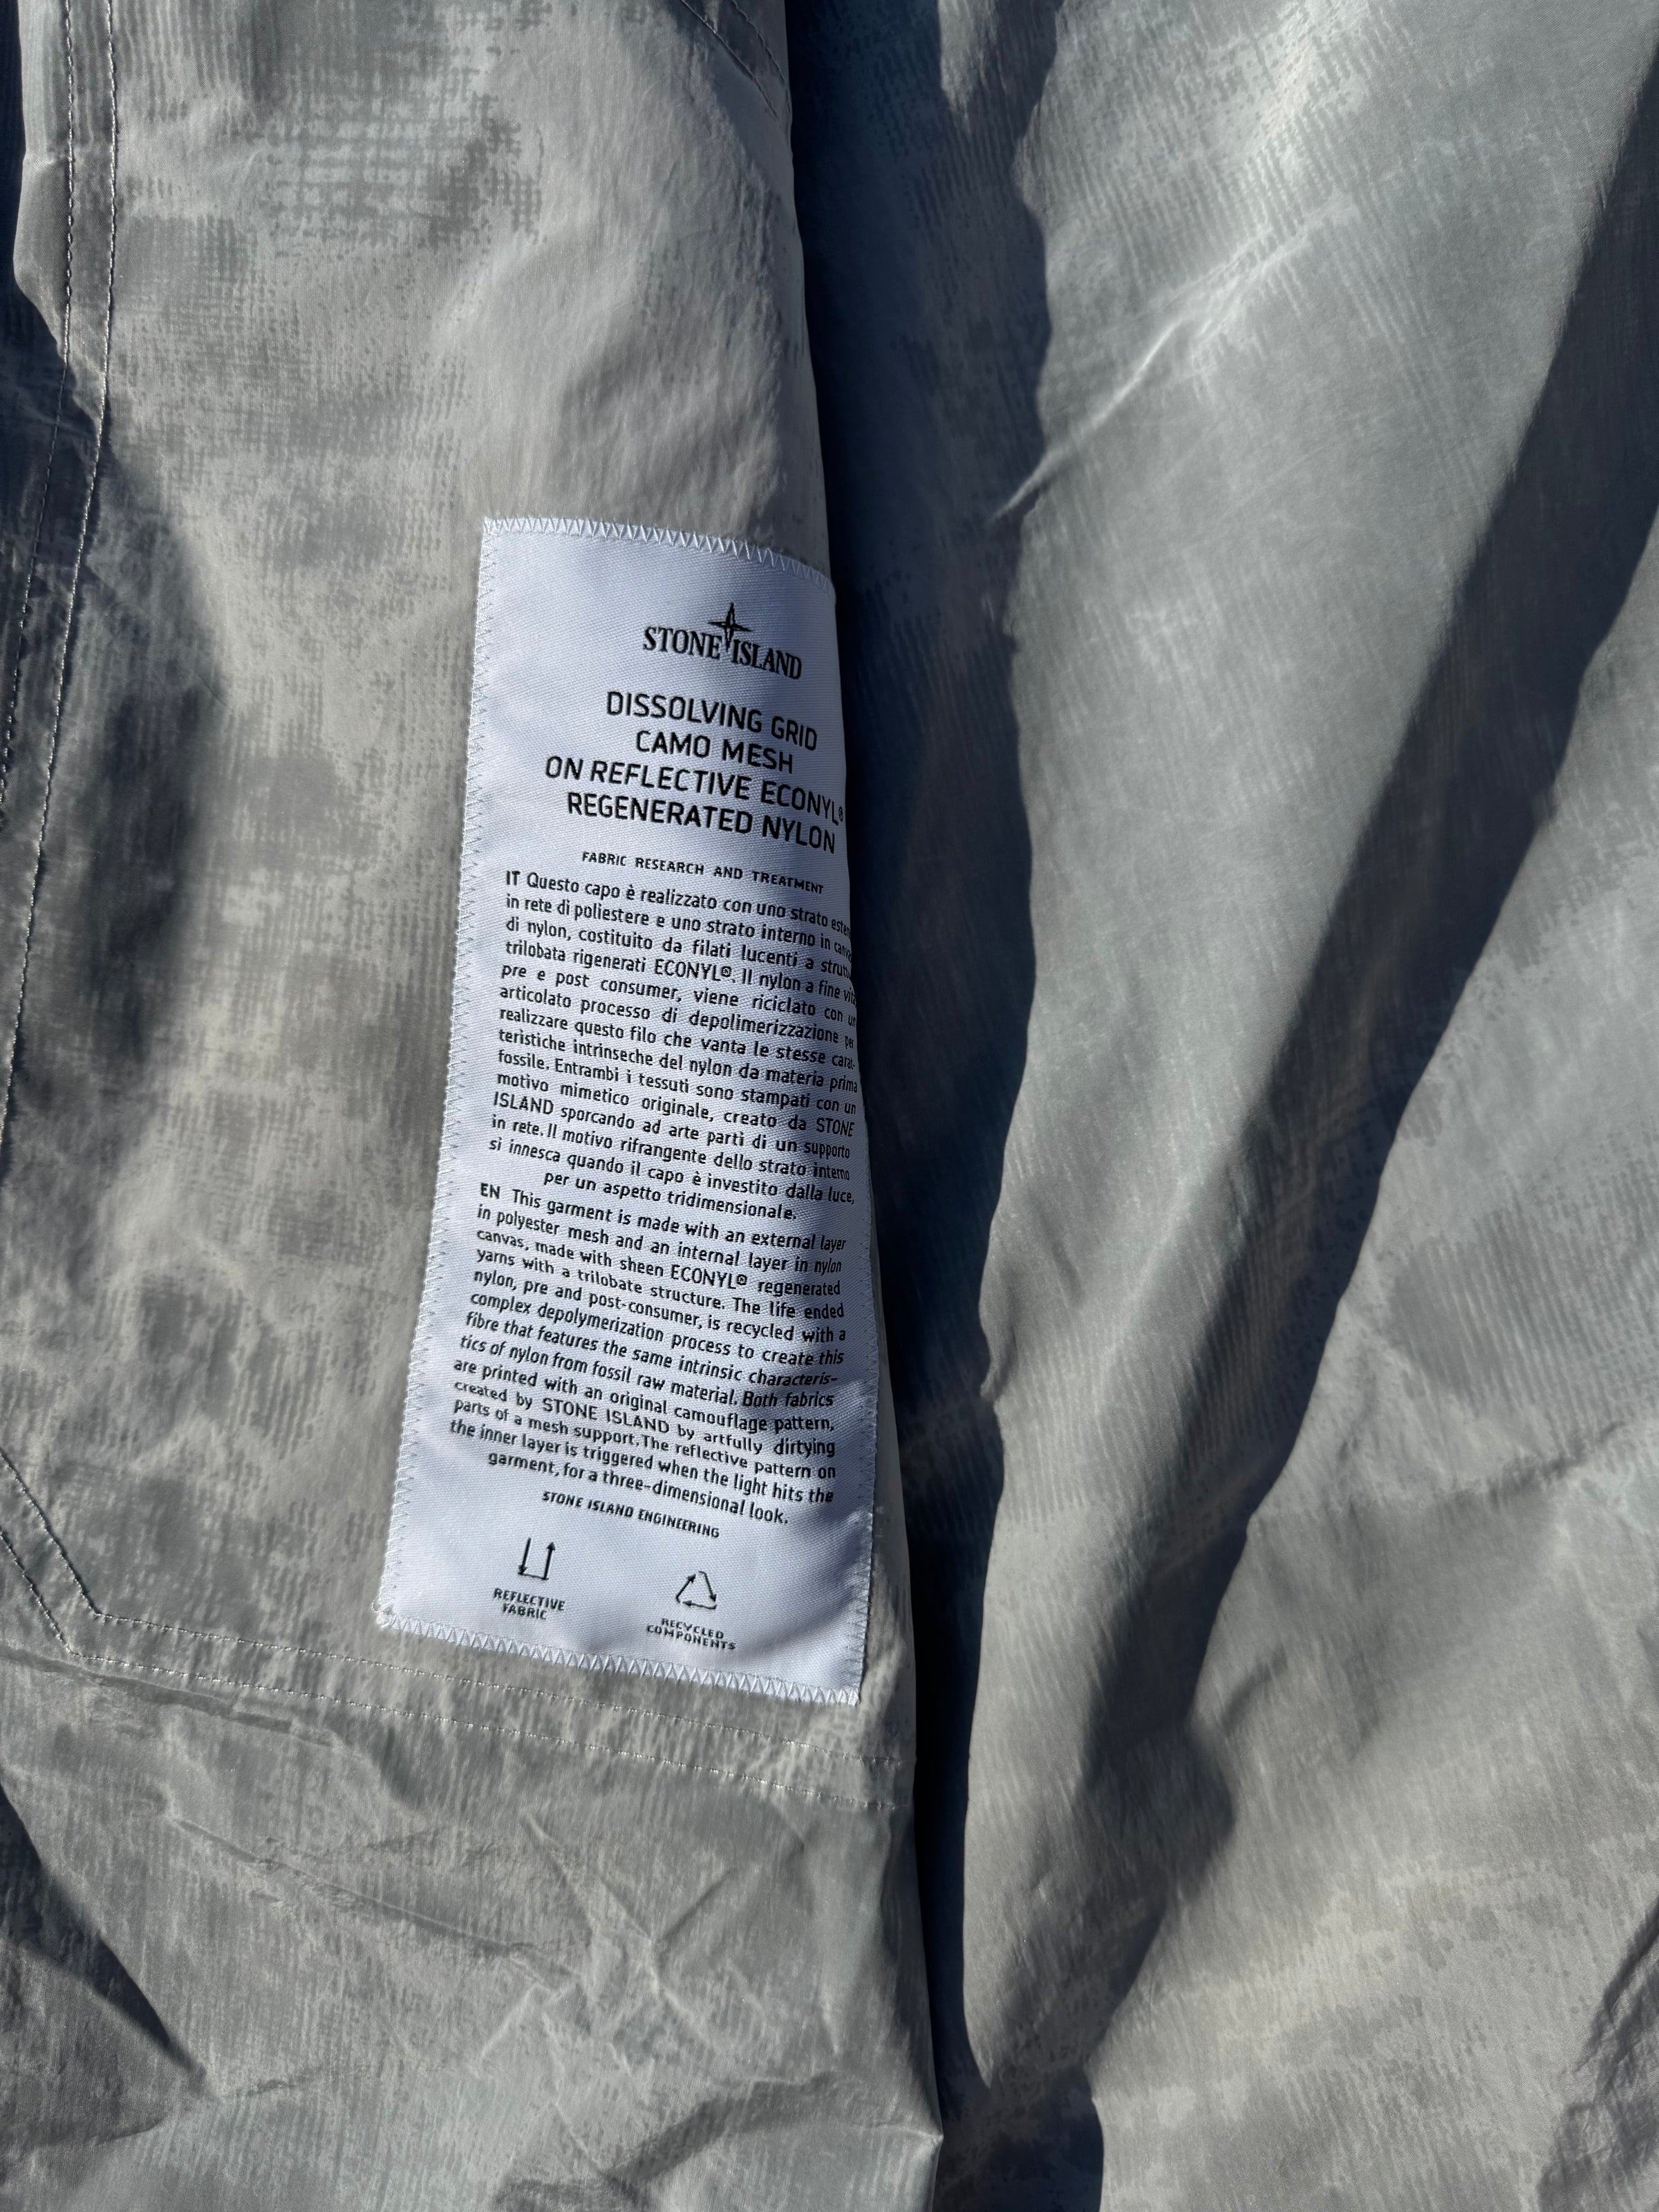 STONE ISLAND
DISSOLVING GRID
CAMO MESH
ON REFLECTIVE ECONYL®
REGENERATED NYLON
FABRIC RESEARCH AND TREATMENT
IT Questo capo è realizzato con uno strato
in rete di poliestere e uno strato interno in
di nylon, costituito da filati lucenti a
trilobata rigenerati ECONYL®. Il nylon a fine
pre e post consumer, viene riciclato con
articolato processo di depolimerizzazione per
realizzare questo filo che vanta le stesse carat-
teristiche intrinseche del nylon da materia prima
fossile. Entrambi i tessuti sono stampati con un
motivo mimetico originale, creato da STONE
ISLAND sporcando ad arte parti di un supporto
in rete. Il motivo rifrangente dello strato interno
si innesca quando il capo è investito dalla luce,
per un aspetto tridimensionale.
EN This garment is made with an external layer
in polyester mesh and an internal layer in nylon
canvas, made with sheen ECONYL® regenerated
yarns with a trilobate structure. The life ended
nylon, pre and post-consumer, is recycled with a
complex depolymerization process to create this
fibre that features the same intrinsic characteris-
tics of nylon from fossil raw material. Both fabrics
are printed with an original camouflage pattern,
created by STONE ISLAND by artfully dirtying
parts of a mesh support. The reflective pattern on
the inner layer is triggered when the light hits the
garment, for a three-dimensional look.
STONE ISLAND ENGINEERING
REFLECTIVE
FABRIC
RECYCLED
COMPONENTS